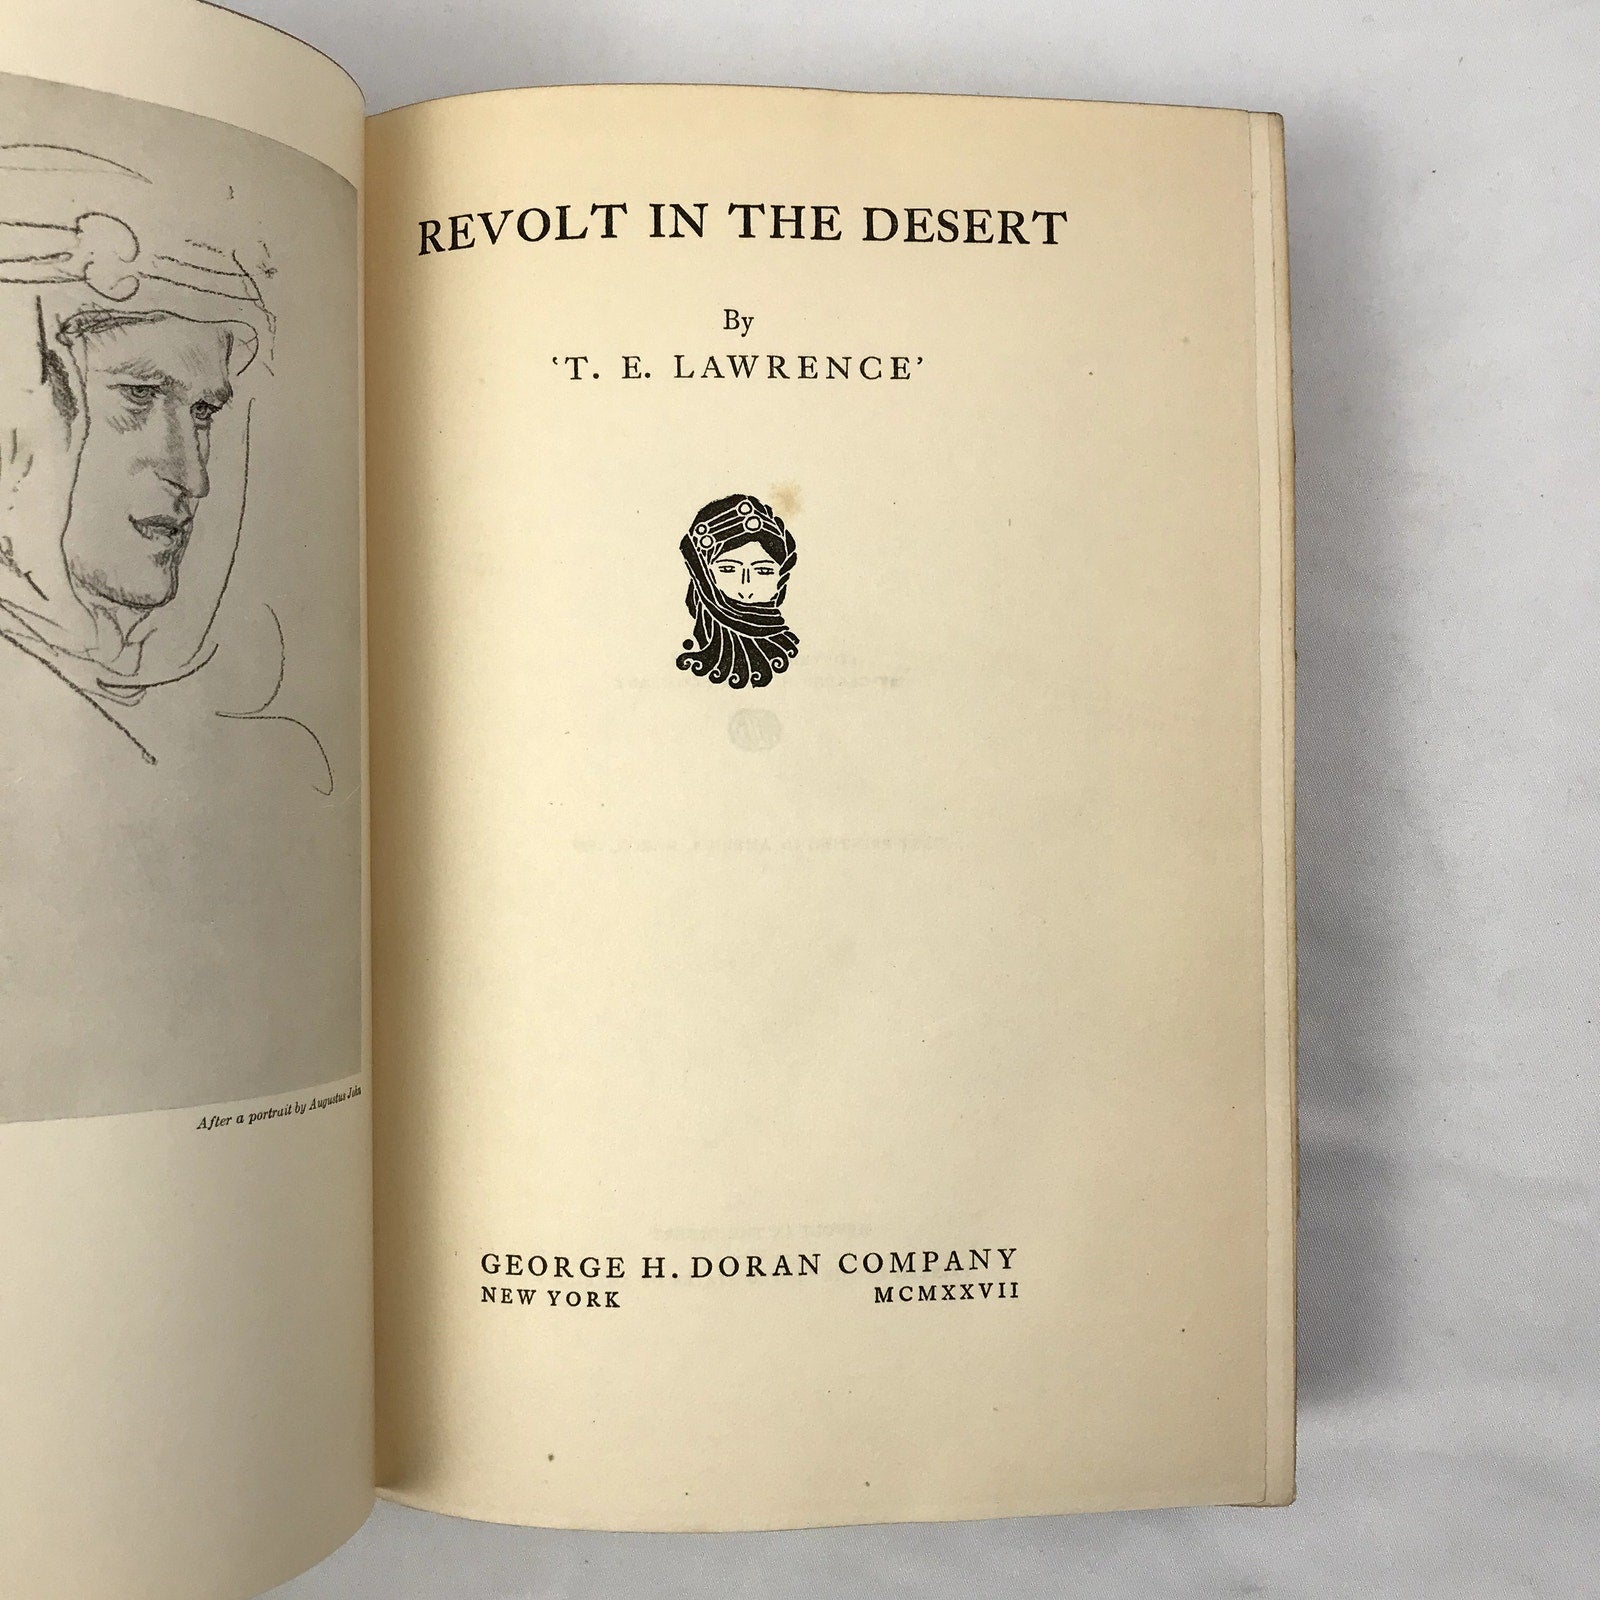 After a portrait by Augustus John
REVOLT IN THE DESERT
By
‘T. E. LAWRENCE’
GEORGE H. DORAN COMPANY
NEW YORK MCMXXVII